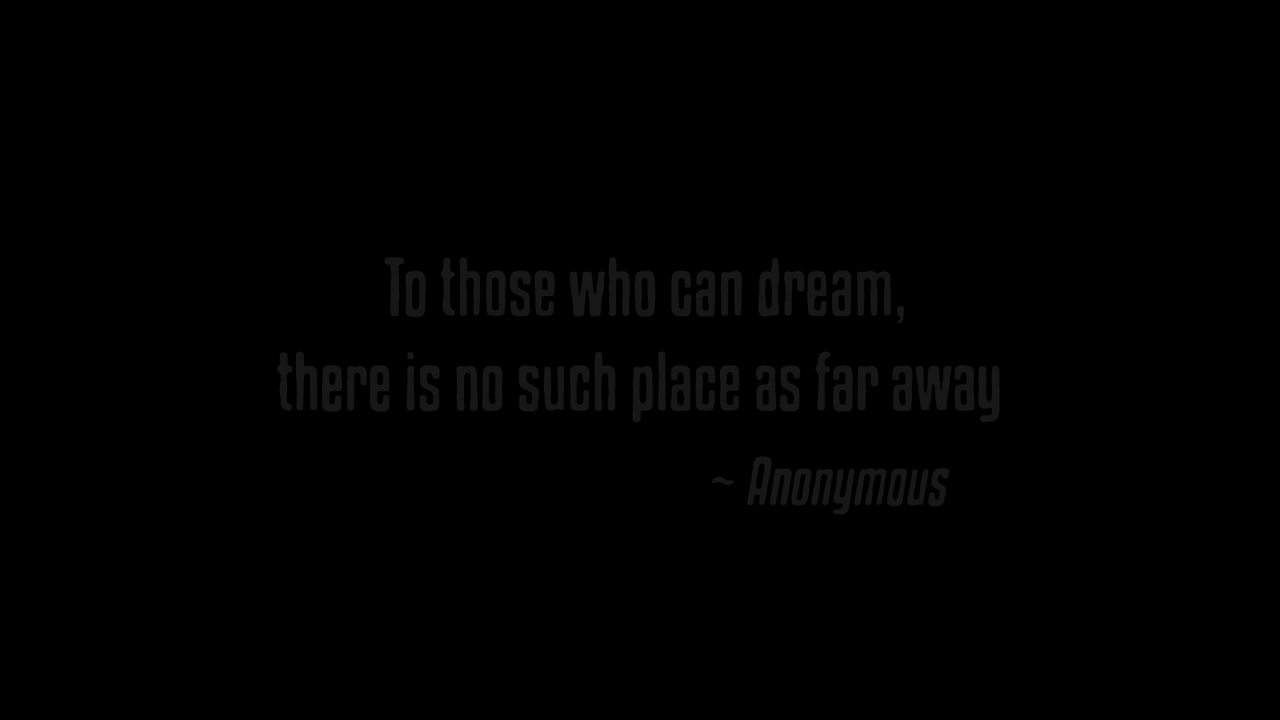 To those who can dream,
there is no such place as far away
~ Anonymous